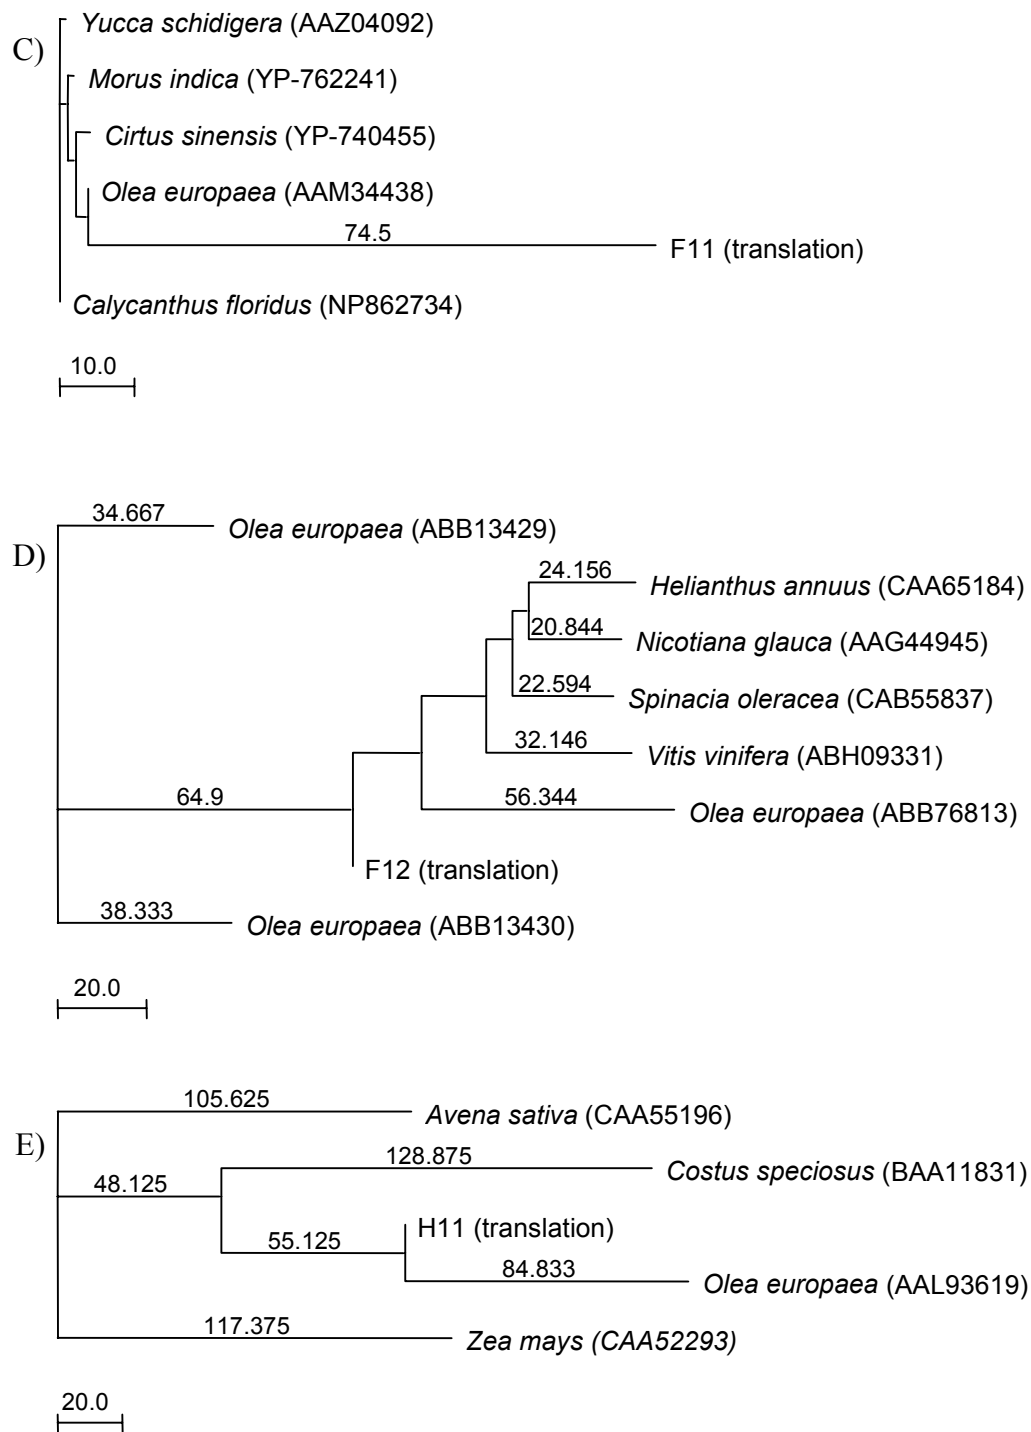 C)
Yucca schidigera (AAZ04092)
Morus indica (YP-762241)
Cirtus sinensis (YP-740455)
Olea europaea (AAM34438)
74.5
F11 (translation)
Calycanthus floridus (NP862734)
10.0
D)
34.667
Olea europaea (ABB13429)
24.156
Helianthus annuus (CAA65184)
20.844
Nicotiana glauca (AAG44945)
22.594
Spinacia oleracea (CAB55837)
32.146
Vitis vinifera (ABH09331)
64.9
56.344
Olea europaea (ABB76813)
F12 (translation)
38.333
Olea europaea (ABB13430)
20.0
E)
105.625
Avena sativa (CAA55196)
128.875
Costus speciosus (BAA11831)
48.125
H11 (translation)
55.125
84.833
Olea europaea (AAL93619)
117.375
Zea mays (CAA52293)
20.0